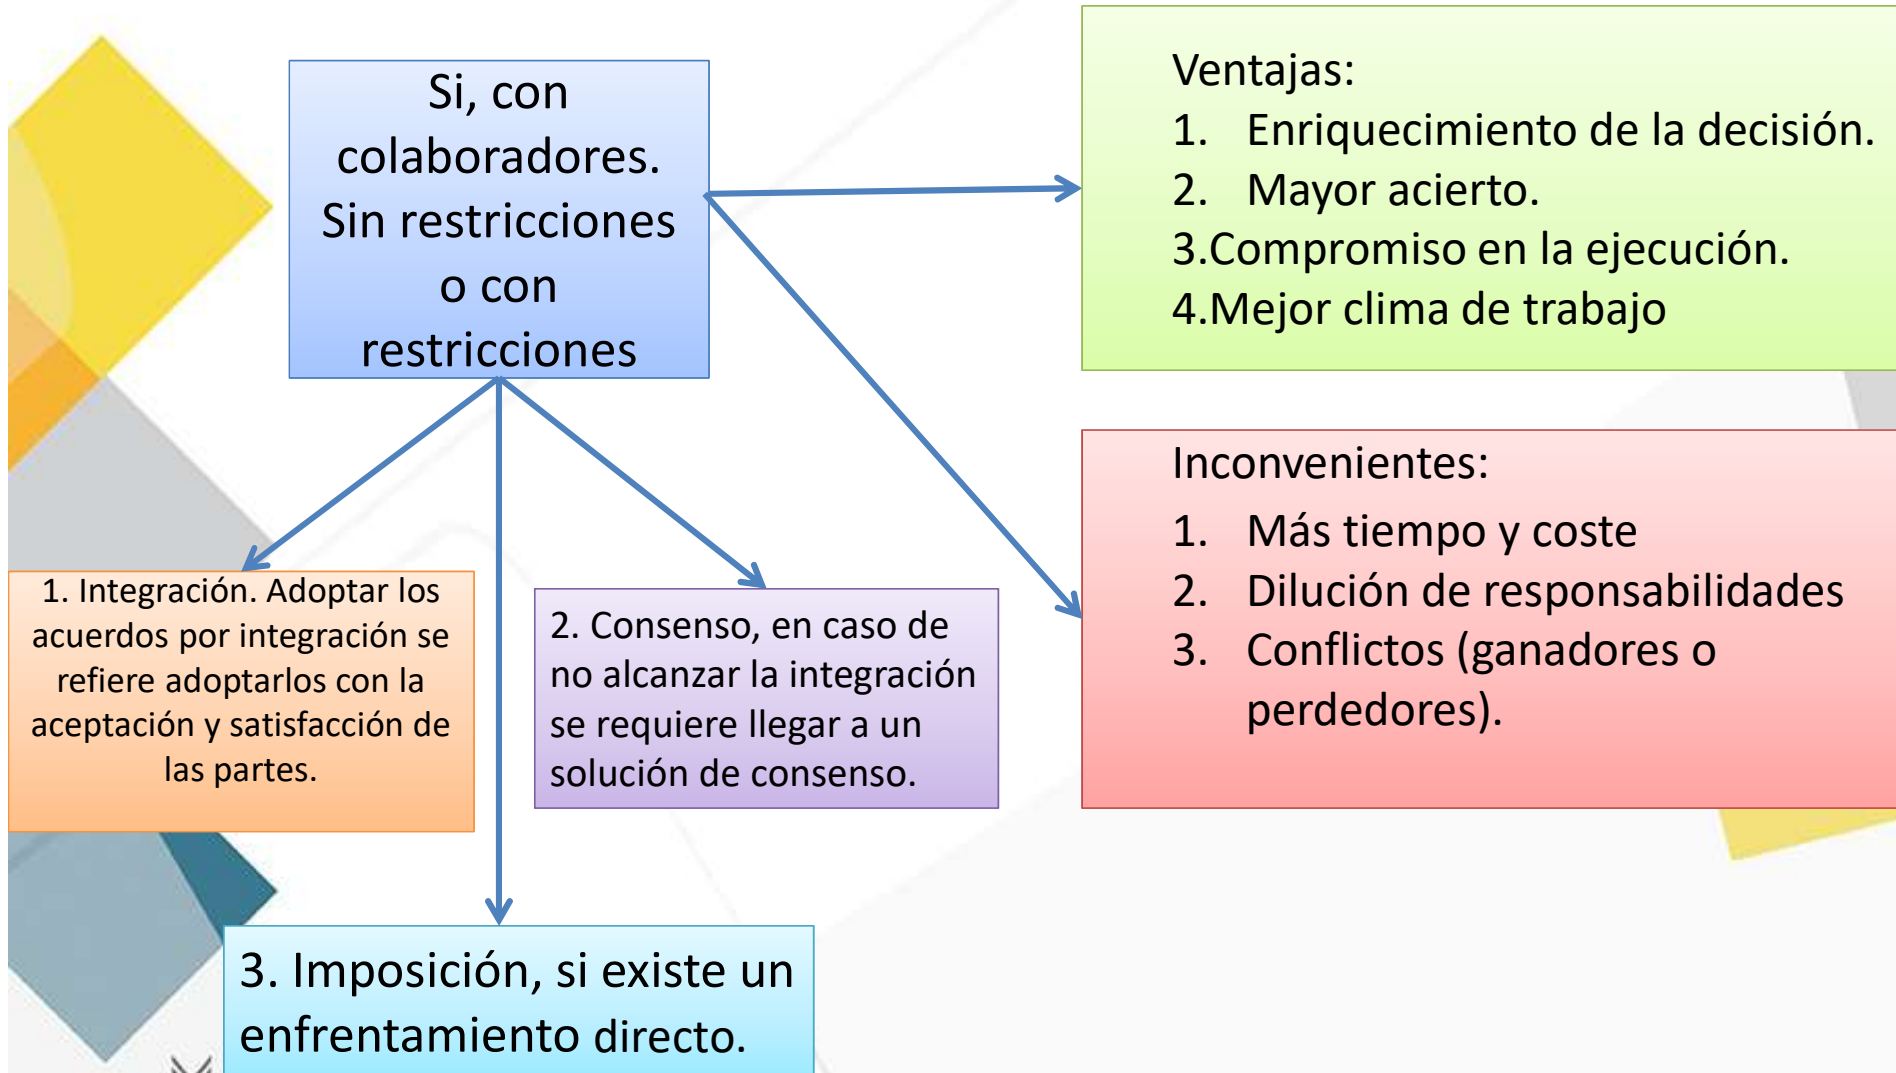 Si, con
colaboradores.
Sin restricciones
o con
restricciones
Ventajas:
1. Enriquecimiento de la decisión.
2. Mayor acierto.
3.Compromiso en la ejecución.
4.Mejor clima de trabajo
Inconvenientes:
1. Más tiempo y coste
2. Dilución de responsabilidades
3. Conflictos (ganadores o
perdedores).
1. Integración. Adoptar los
acuerdos por integración se
refiere adoptarlos con la
aceptación y satisfacción de
las partes.
2. Consenso, en caso de
no alcanzar la integración
se requiere llegar a un
solución de consenso.
3. Imposición, si existe un
enfrentamiento directo.